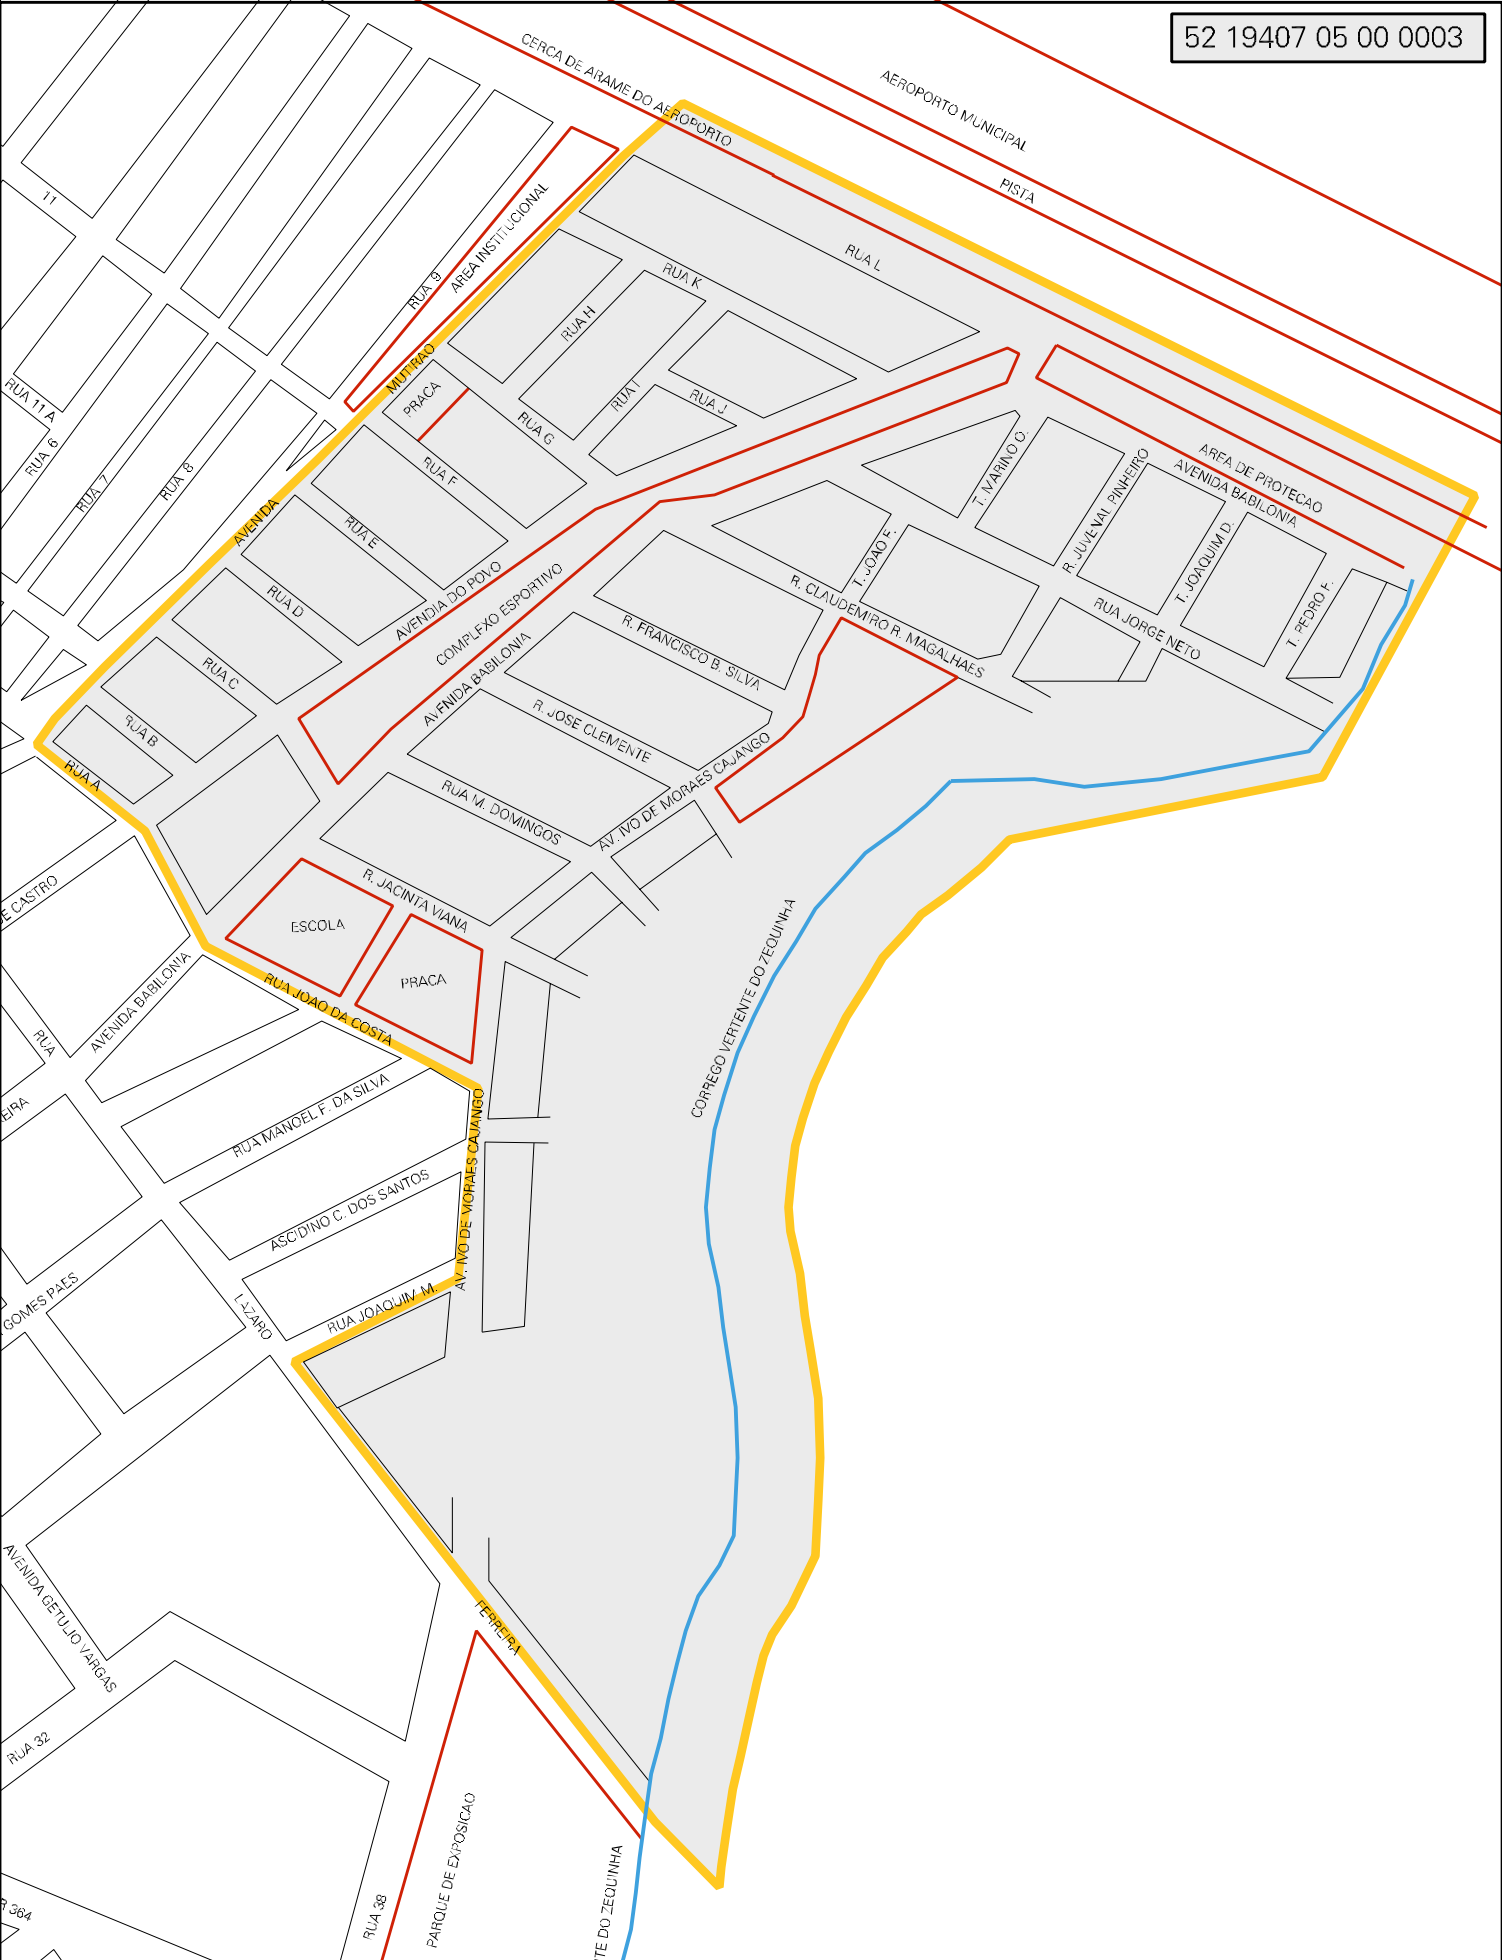 52 19407 05 00 0003
CERCA DE ARAME DO AEROPORTO
AEROPORTO MUNICIPAL
PISTA
11
RUA 9
AREA INSTITUCIONAL
RUA L
RUA K
RUA H
RUA I
RUA J
MUTIRAO
PRACA
RUA G
RUA 11 A
RUA 6
RUA 7
RUA 8
RUA F
AVENIDA
RUA E
T. MARINO O.
R. JUVENAL PINHEIRO
AREA DE PROTECAO
AVENIDA BABILONIA
T. JOAQUIM D.
T. JOAO F.
T. PEDRO F.
R. CLAUDEMIRO R. MAGALHAES
RUA JORGE NETO
RUA D
AVENDIA DO POVO
COMPLEXO ESPORTIVO
AVENIDA BABILONIA
R. FRANCISCO B. SILVA
RUA C
R. JOSE CLEMENTE
RUA B
RUA A
RUA M. DOMINGOS
AV. IVO DE MORAES CAJANGO
R. JACINTA VIANA
ESCOLA
PRACA
E CASTRO
RUA JOAO DA COSTA
AVENIDA BABILONIA
RUA
CORREGO VERTENTE DO ZEQUINHA
EIRA
RUA MANOEL F. DA SILVA
AV. IVO DE MORAES CAJANGO
ASCIDINO C. DOS SANTOS
RUA JOAQUIM M.
GOMES PAES
LAZARO
AVENIDA GETULIO VARGAS
FERREIRA
RUA 32
PARQUE DE EXPOSICAO
RUA 38
TE DO ZEQUINHA
R 364